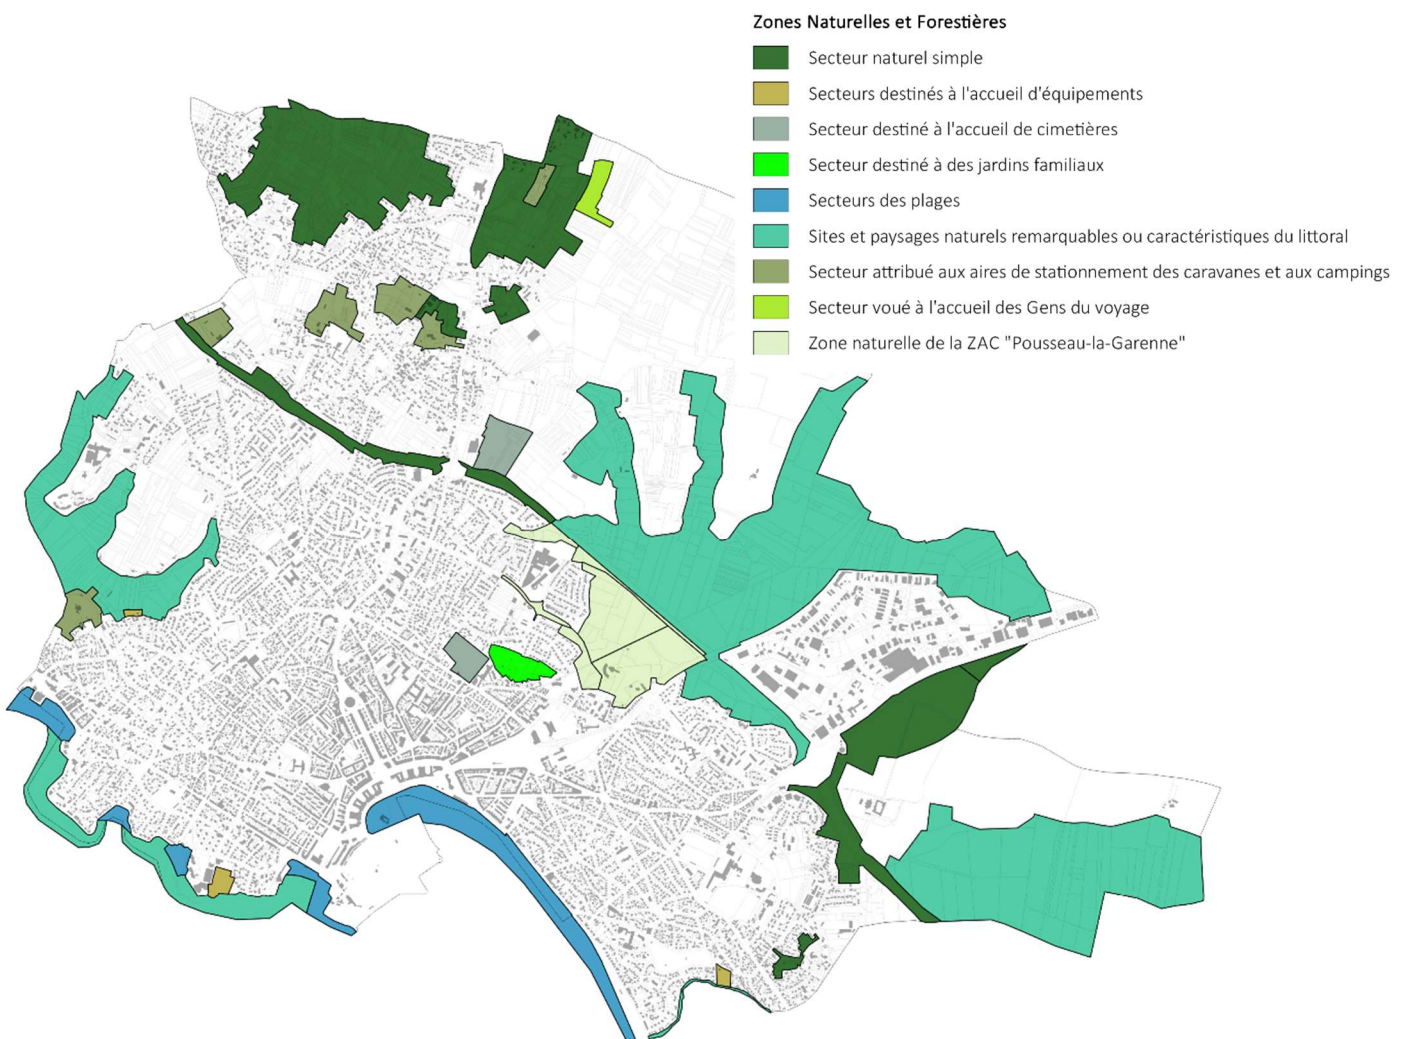 Zones Naturelles et Forestières
Secteur naturel simple
Secteurs destinés à l'accueil d'équipements
Secteur destiné à l'accueil de cimetières
Secteur destiné à des jardins familiaux
Secteurs des plages
Sites et paysages naturels remarquables ou caractéristiques du littoral
Secteur attribué aux aires de stationnement des caravanes et aux campings
Secteur voué à l'accueil des Gens du voyage
Zone naturelle de la ZAC "Pousseau-la-Garenne"